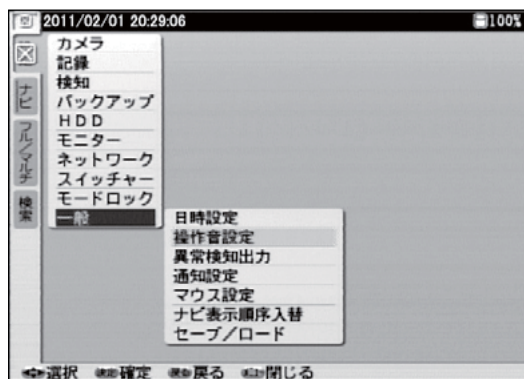 2011/02/01 20:29:06 100%
カメラ
記録
検知
バックアップ
HDD
モニター
ネットワーク
スイッチャー
モードロック
一般
日時設定
操作音設定
異常検知出力
通知設定
マウス設定
ナビ表示順序入替
セーブ/ロード
ナビ
フル/マルチ
検索
選択 確定 戻る 閉じる